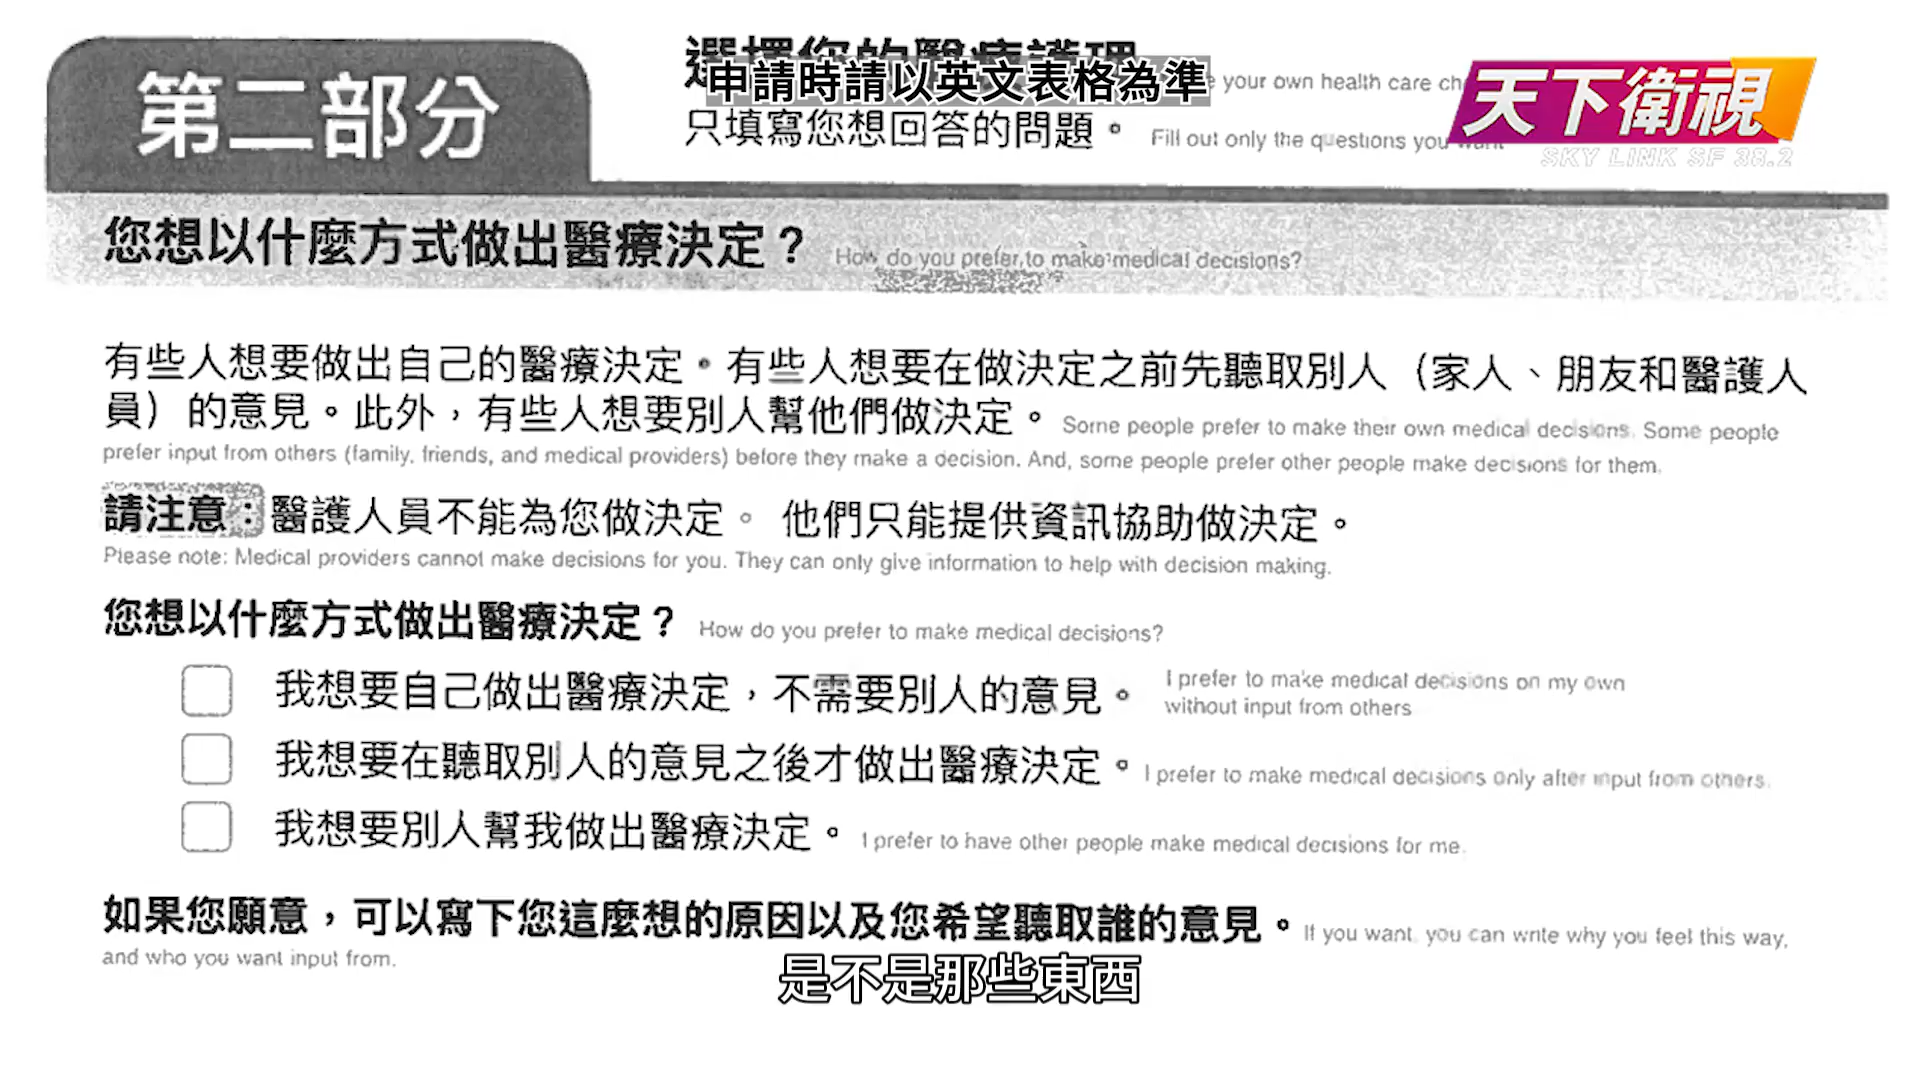 第二部分
選擇您的醫療護理
申請時請以英文表格為準
your own health care
天下衛視
SKY LINK SF 38.2
只填寫您想回答的問題。 Fill out only the questions you want
您想以什麼方式做出醫療決定？ How do you prefer to make medical decisions?
有些人想要做出自己的醫療決定。有些人想要在做決定之前先聽取別人（家人、朋友和醫護人
員）的意見。此外，有些人想要別人幫他們做決定。 Some people prefer to make their own medical decisions. Some people
prefer input from others (family, friends, and medical providers) before they make a decision. And, some people prefer other people make decisions for them.
請注意：醫護人員不能為您做決定。 他們只能提供資訊協助做決定。
Please note: Medical providers cannot make decisions for you. They can only give information to help with decision making.
您想以什麼方式做出醫療決定？ How do you prefer to make medical decisions?
我想要自己做出醫療決定，不需要別人的意見。 I prefer to make medical decisions on my own
without input from others
我想要在聽取別人的意見之後才做出醫療決定。 I prefer to make medical decisions only after input from others.
我想要別人幫我做出醫療決定。 I prefer to have other people make medical decisions for me.
如果您願意，可以寫下您這麼想的原因以及您希望聽取誰的意見。 If you want, you can write why you feel this way,
and who you want input from.
是不是那些東西